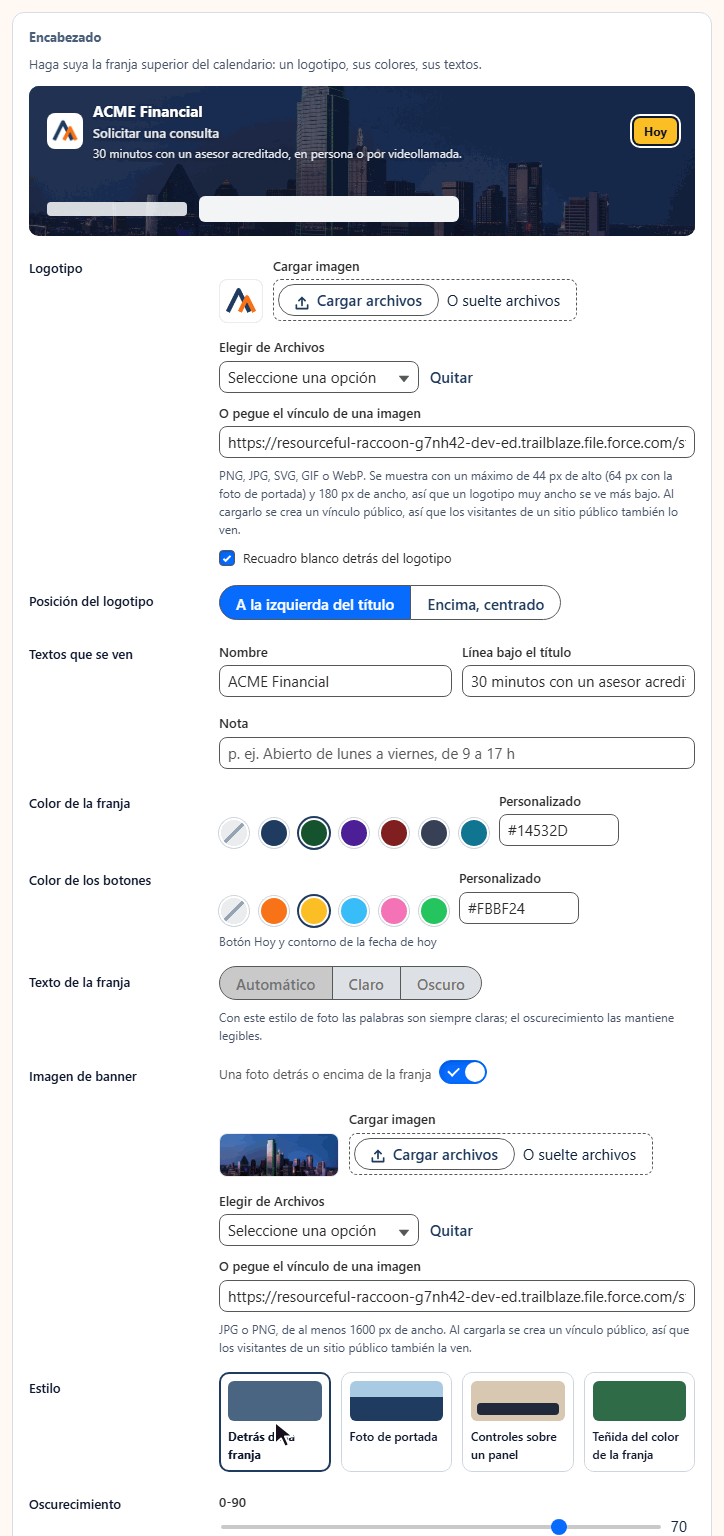 Encabezado
Haga suya la franja superior del calendario: un logotipo, sus colores, sus textos.
ACME Financial
Solicitar una consulta
30 minutos con un asesor acreditado, en persona o por videollamada.
Hoy
Logotipo
Cargar imagen
Cargar archivos
O suelte archivos
Elegir de Archivos
Seleccione una opción
Quitar
O pegue el vínculo de una imagen
https://resourceful-raccoon-g7nh42-dev-ed.trailblaze.file.force.com/s
PNG, JPG, SVG, GIF o WebP. Se muestra con un máximo de 44 px de alto (64 px con la
foto de portada) y 180 px de ancho, así que un logotipo muy ancho se ve más bajo. Al
cargarlo se crea un vínculo público, así que los visitantes de un sitio público también lo
ven.
Recuadro blanco detrás del logotipo
Posición del logotipo
A la izquierda del título
Encima, centrado
Textos que se ven
Nombre
Línea bajo el título
ACME Financial
30 minutos con un asesor acredi
Nota
p. ej. Abierto de lunes a viernes, de 9 a 17 h
Color de la franja
Personalizado
#14532D
Color de los botones
Personalizado
#FBBF24
Botón Hoy y contorno de la fecha de hoy
Texto de la franja
Automático
Claro
Oscuro
Con este estilo de foto las palabras son siempre claras; el oscurecimiento las mantiene
legibles.
Imagen de banner
Una foto detrás o encima de la franja
Cargar imagen
Cargar archivos
O suelte archivos
Elegir de Archivos
Seleccione una opción
Quitar
O pegue el vínculo de una imagen
https://resourceful-raccoon-g7nh42-dev-ed.trailblaze.file.force.com/s
JPG o PNG, de al menos 1600 px de ancho. Al cargarla se crea un vínculo público, así que
los visitantes de un sitio público también la ven.
Estilo
Detrás de la
franja
Foto de portada
Controles sobre
un panel
Teñida del color
de la franja
Oscurecimiento
0-90
70